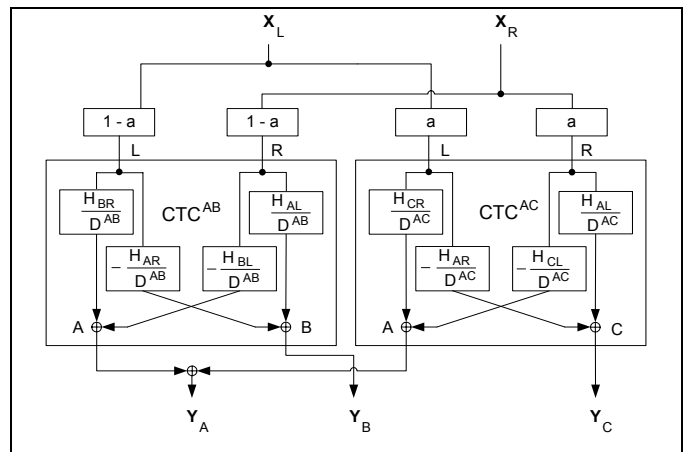 X_L X_R
1 - a 1 - a a a
L R L R
H_BR / D^AB CTC^AB H_AL / D^AB H_CR / D^AC CTC^AC H_AL / D^AC
− H_AR / D^AB − H_BL / D^AB − H_AR / D^AC − H_CL / D^AC
A B A C
Y_A Y_B Y_C